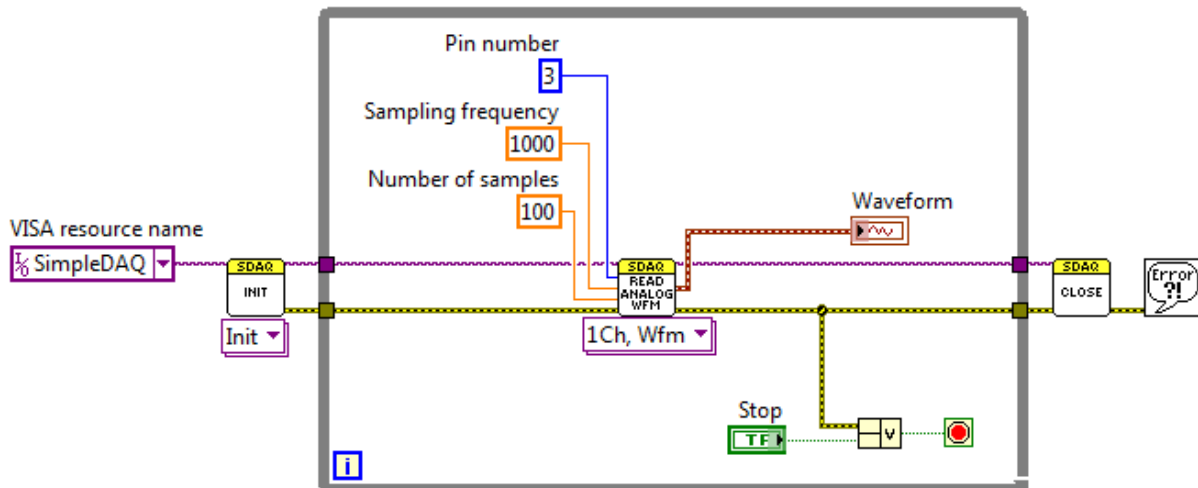 Pin number
3
Sampling frequency
1000
Number of samples
100
Waveform
VISA resource name
I/O SimpleDAQ
SDAQ
INIT
Init
SDAQ
READ
ANALOG
WFM
1Ch, Wfm
SDAQ
CLOSE
Error
?!
Stop
TF
V
i